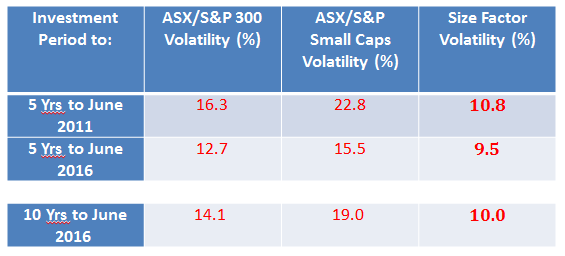 Investment
Period to:
ASX/S&P 300
Volatility (%)
ASX/S&P
Small Caps
Volatility (%)
Size Factor
Volatility (%)
5 Yrs to June
2011
16.3
22.8
10.8
5 Yrs to June
2016
12.7
15.5
9.5
10 Yrs to June
2016
14.1
19.0
10.0